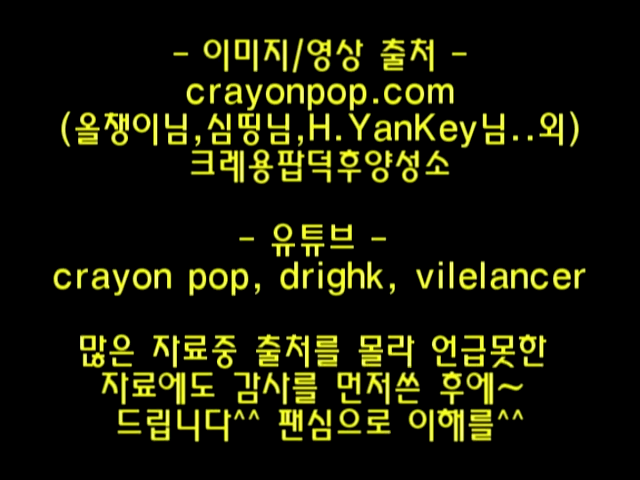 - 이미지/영상 출처 -
crayonpop.com
(올챙이님,심띵님,H.YanKey님..외)
크레용팝덕후양성소
- 유튜브 -
crayon pop, drighk, vilelancer
많은 자료중 출처를 몰라 언급못한
자료에도 감사를 먼저쓴 후에~
드립니다^^ 팬심으로 이해를^^